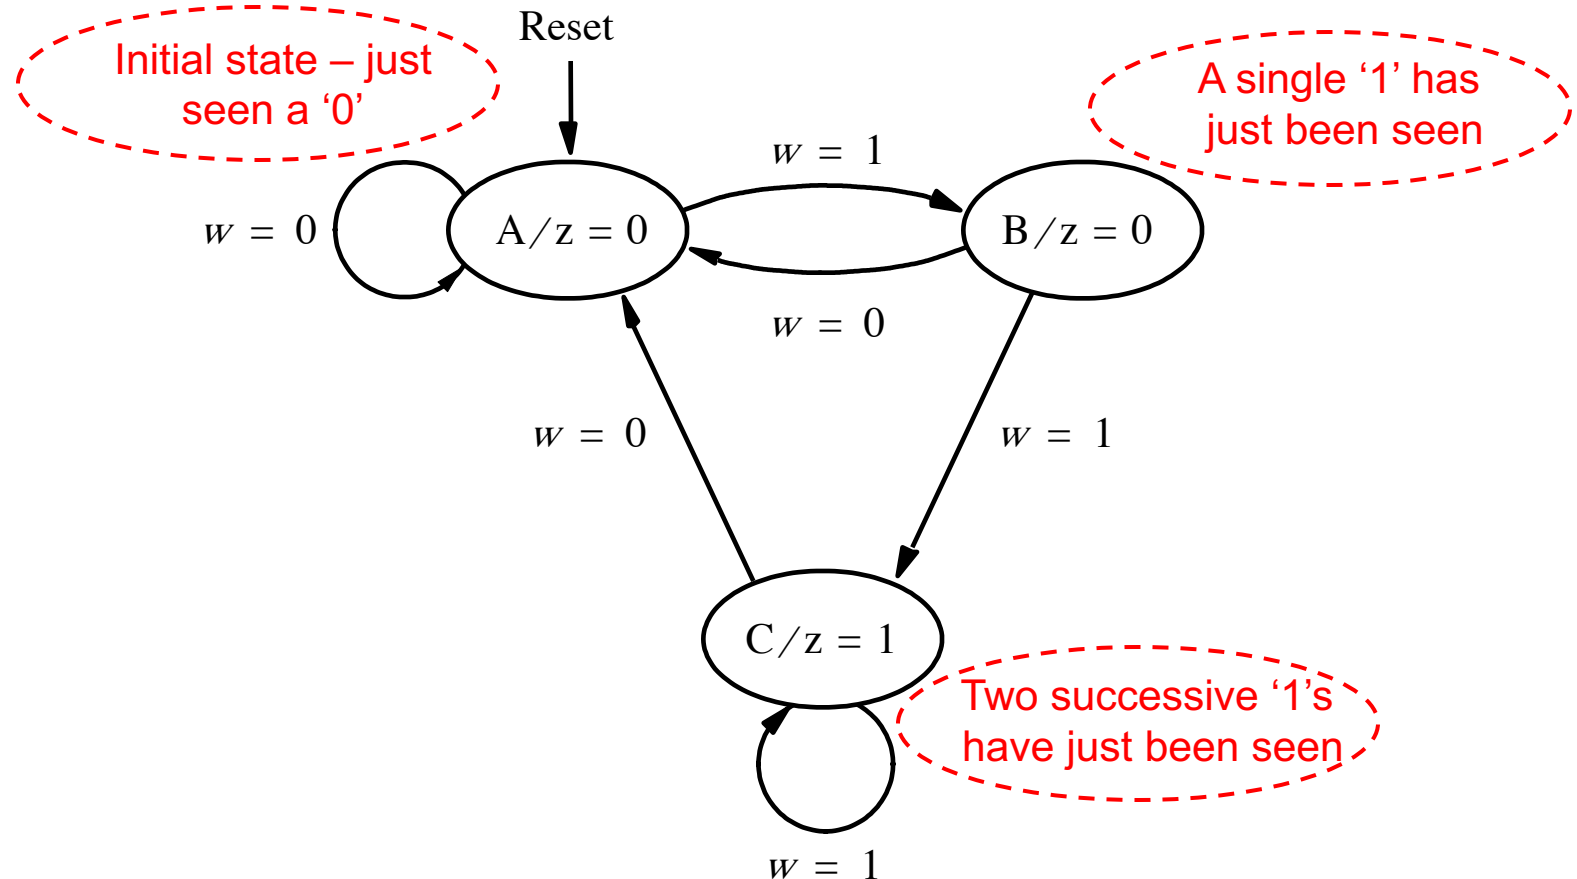 Reset
Initial state – just
seen a ‘0’
A single ‘1’ has
just been seen
w = 1
w = 0
A/z = 0
B/z = 0
w = 0
w = 0
w = 1
C/z = 1
Two successive ‘1’s
have just been seen
w = 1